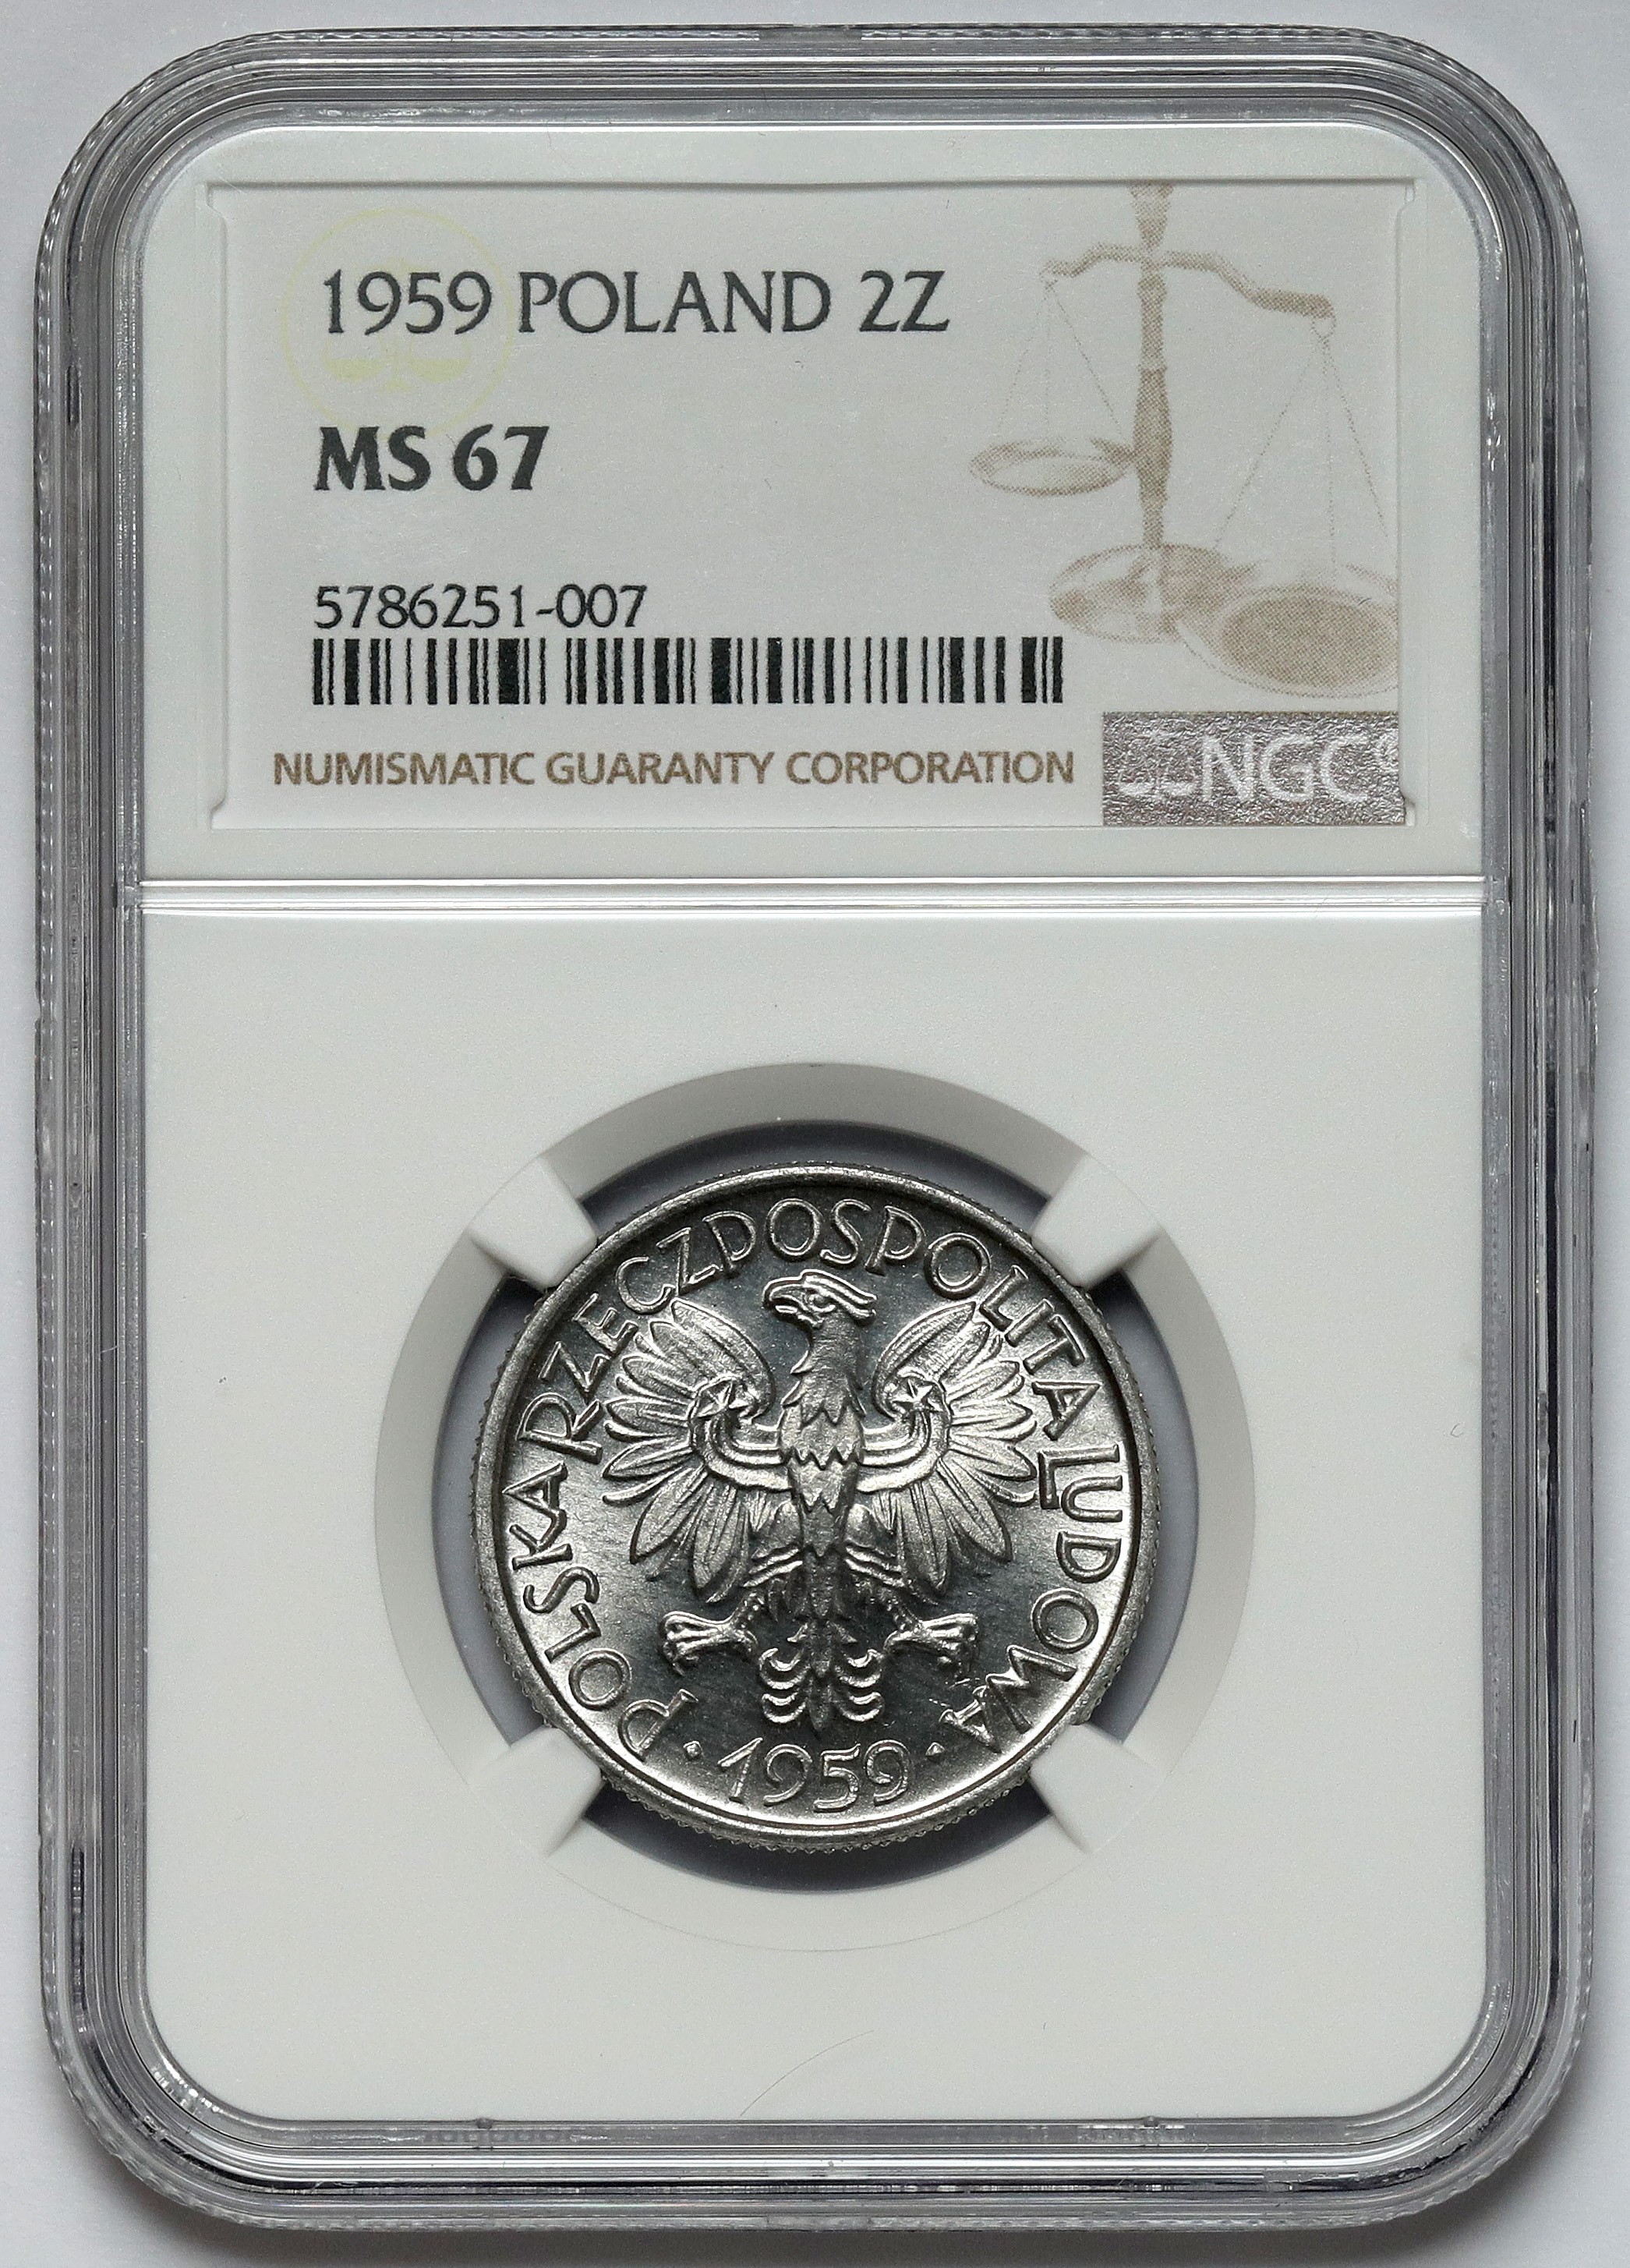 1959 POLAND 2Z
MS 67
5786251-007
NUMISMATIC GUARANTY CORPORATION
NGC®
POLSKA RZECZPOSPOLITA LUDOWA
· 1959 ·